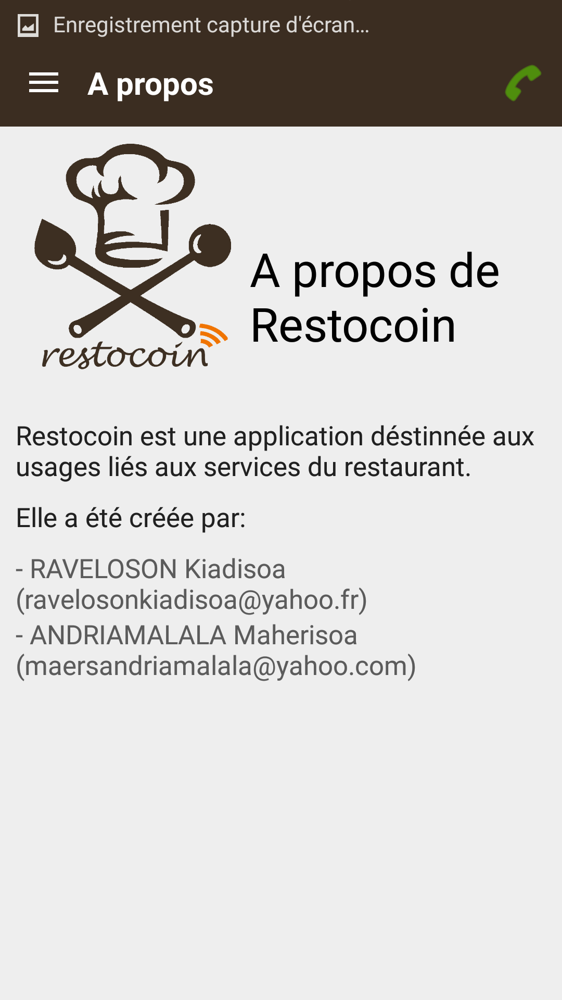 Enregistrement capture d'écran...
A propos
restocoin
A propos de
Restocoin
Restocoin est une application déstinnée aux
usages liés aux services du restaurant.
Elle a été créée par:
- RAVELOSON Kiadisoa
(ravelosonkiadisoa@yahoo.fr)
- ANDRIAMALALA Maherisoa
(maersandriamalala@yahoo.com)